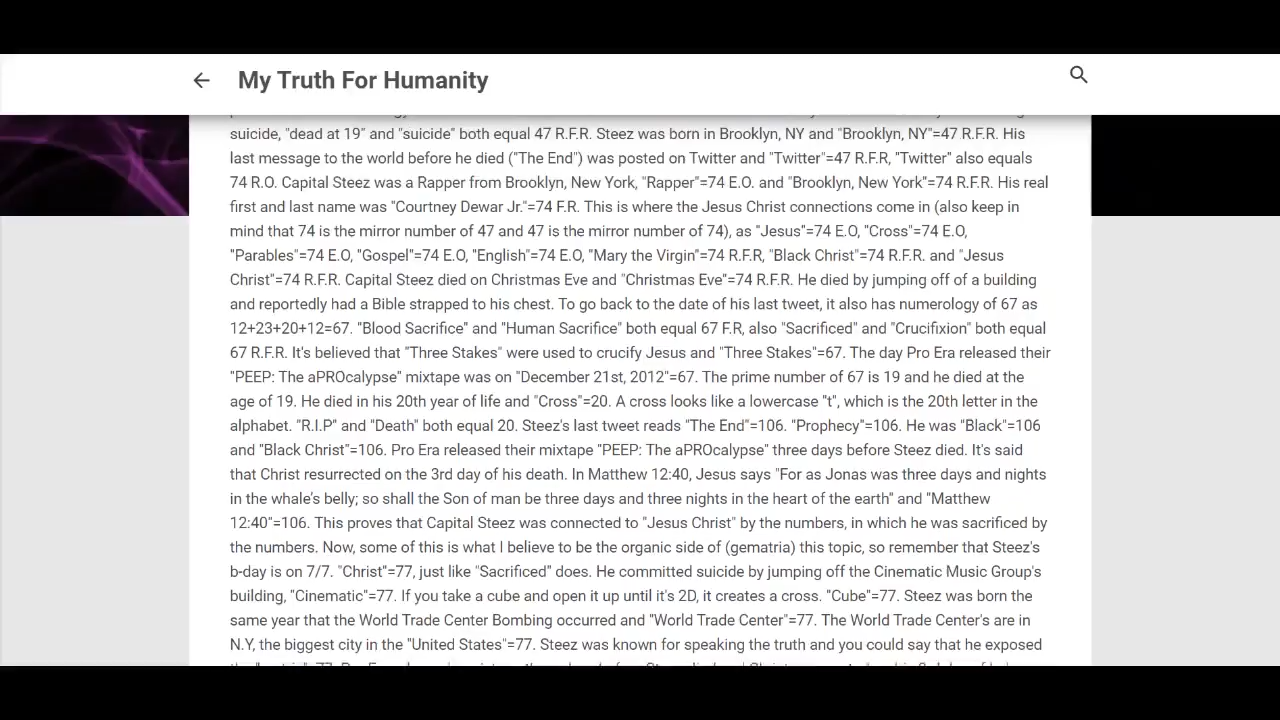 My Truth For Humanity
suicide, "dead at 19" and "suicide" both equal 47 R.F.R. Steez was born in Brooklyn, NY and "Brooklyn, NY"=47 R.F.R. His
last message to the world before he died ("The End") was posted on Twitter and "Twitter"=47 R.F.R, "Twitter" also equals
74 R.O. Capital Steez was a Rapper from Brooklyn, New York, "Rapper"=74 E.O. and "Brooklyn, New York"=74 R.F.R. His real
first and last name was "Courtney Dewar Jr."=74 F.R. This is where the Jesus Christ connections come in (also keep in
mind that 74 is the mirror number of 47 and 47 is the mirror number of 74), as "Jesus"=74 E.O, "Cross"=74 E.O,
"Parables"=74 E.O, "Gospel"=74 E.O, "English"=74 E.O, "Mary the Virgin"=74 R.F.R, "Black Christ"=74 R.F.R. and "Jesus
Christ"=74 R.F.R. Capital Steez died on Christmas Eve and "Christmas Eve"=74 R.F.R. He died by jumping off of a building
and reportedly had a Bible strapped to his chest. To go back to the date of his last tweet, it also has numerology of 67 as
12+23+20+12=67. "Blood Sacrifice" and "Human Sacrifice" both equal 67 F.R, also "Sacrificed" and "Crucifixion" both equal
67 R.F.R. It's believed that "Three Stakes" were used to crucify Jesus and "Three Stakes"=67. The day Pro Era released their
"PEEP: The aPROcalypse" mixtape was on "December 21st, 2012"=67. The prime number of 67 is 19 and he died at the
age of 19. He died in his 20th year of life and "Cross"=20. A cross looks like a lowercase "t", which is the 20th letter in the
alphabet. "R.I.P" and "Death" both equal 20. Steez's last tweet reads "The End"=106. "Prophecy"=106. He was "Black"=106
and "Black Christ"=106. Pro Era released their mixtape "PEEP: The aPROcalypse" three days before Steez died. It's said
that Christ resurrected on the 3rd day of his death. In Matthew 12:40, Jesus says "For as Jonas was three days and nights
in the whale's belly; so shall the Son of man be three days and three nights in the heart of the earth" and "Matthew
12:40"=106. This proves that Capital Steez was connected to "Jesus Christ" by the numbers, in which he was sacrificed by
the numbers. Now, some of this is what I believe to be the organic side of (gematria) this topic, so remember that Steez's
b-day is on 7/7. "Christ"=77, just like "Sacrificed" does. He committed suicide by jumping off the Cinematic Music Group's
building, "Cinematic"=77. If you take a cube and open it up until it's 2D, it creates a cross. "Cube"=77. Steez was born the
same year that the World Trade Center Bombing occurred and "World Trade Center"=77. The World Trade Center's are in
N.Y, the biggest city in the "United States"=77. Steez was known for speaking the truth and you could say that he exposed